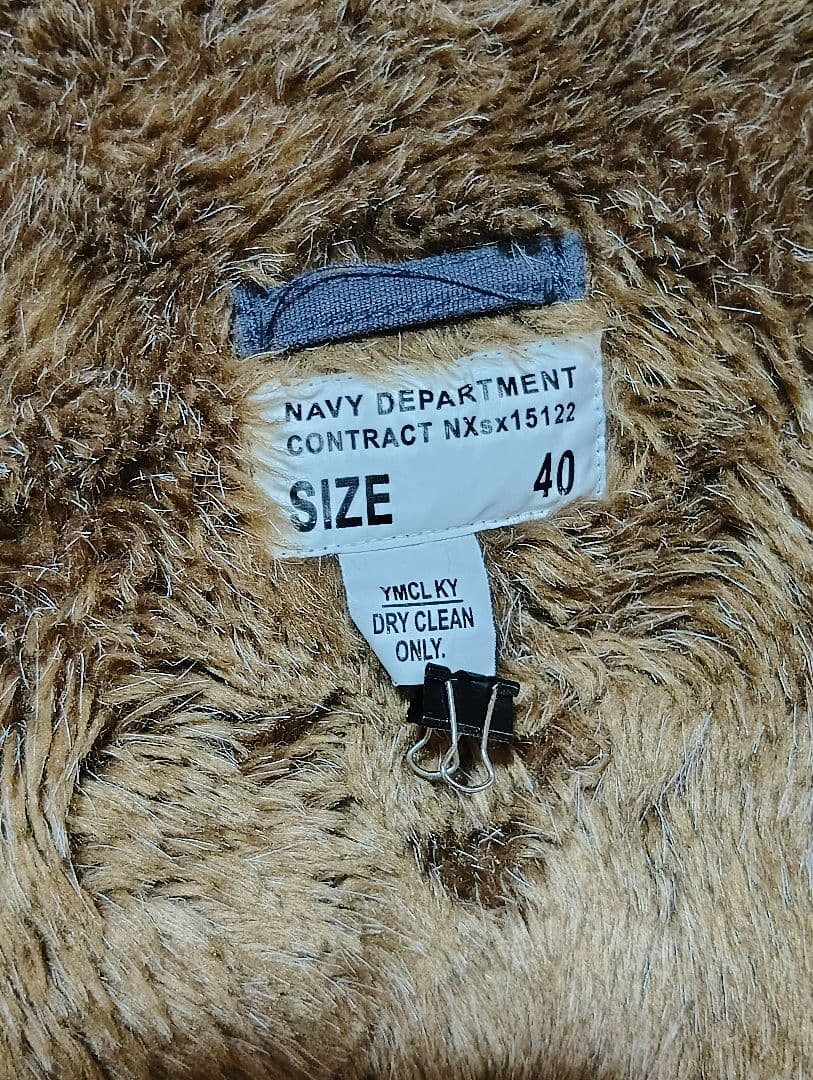 NAVY DEPARTMENT
CONTRACT NXsx15122
SIZE 40
YMCL KY
DRY CLEAN
ONLY.